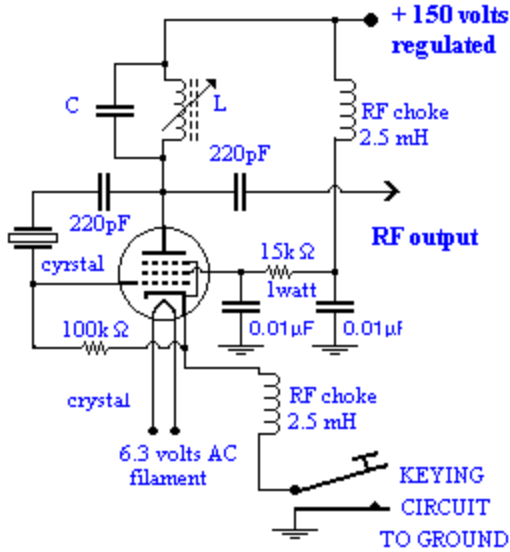 + 150 volts
regulated
C
L
RF choke
2.5 mH
220pF
220pF
RF output
cyrstal
15k Ω
1watt
0.01µF
0.01µF
100k Ω
crystal
RF choke
2.5 mH
6.3 volts AC
filament
KEYING
CIRCUIT
TO GROUND